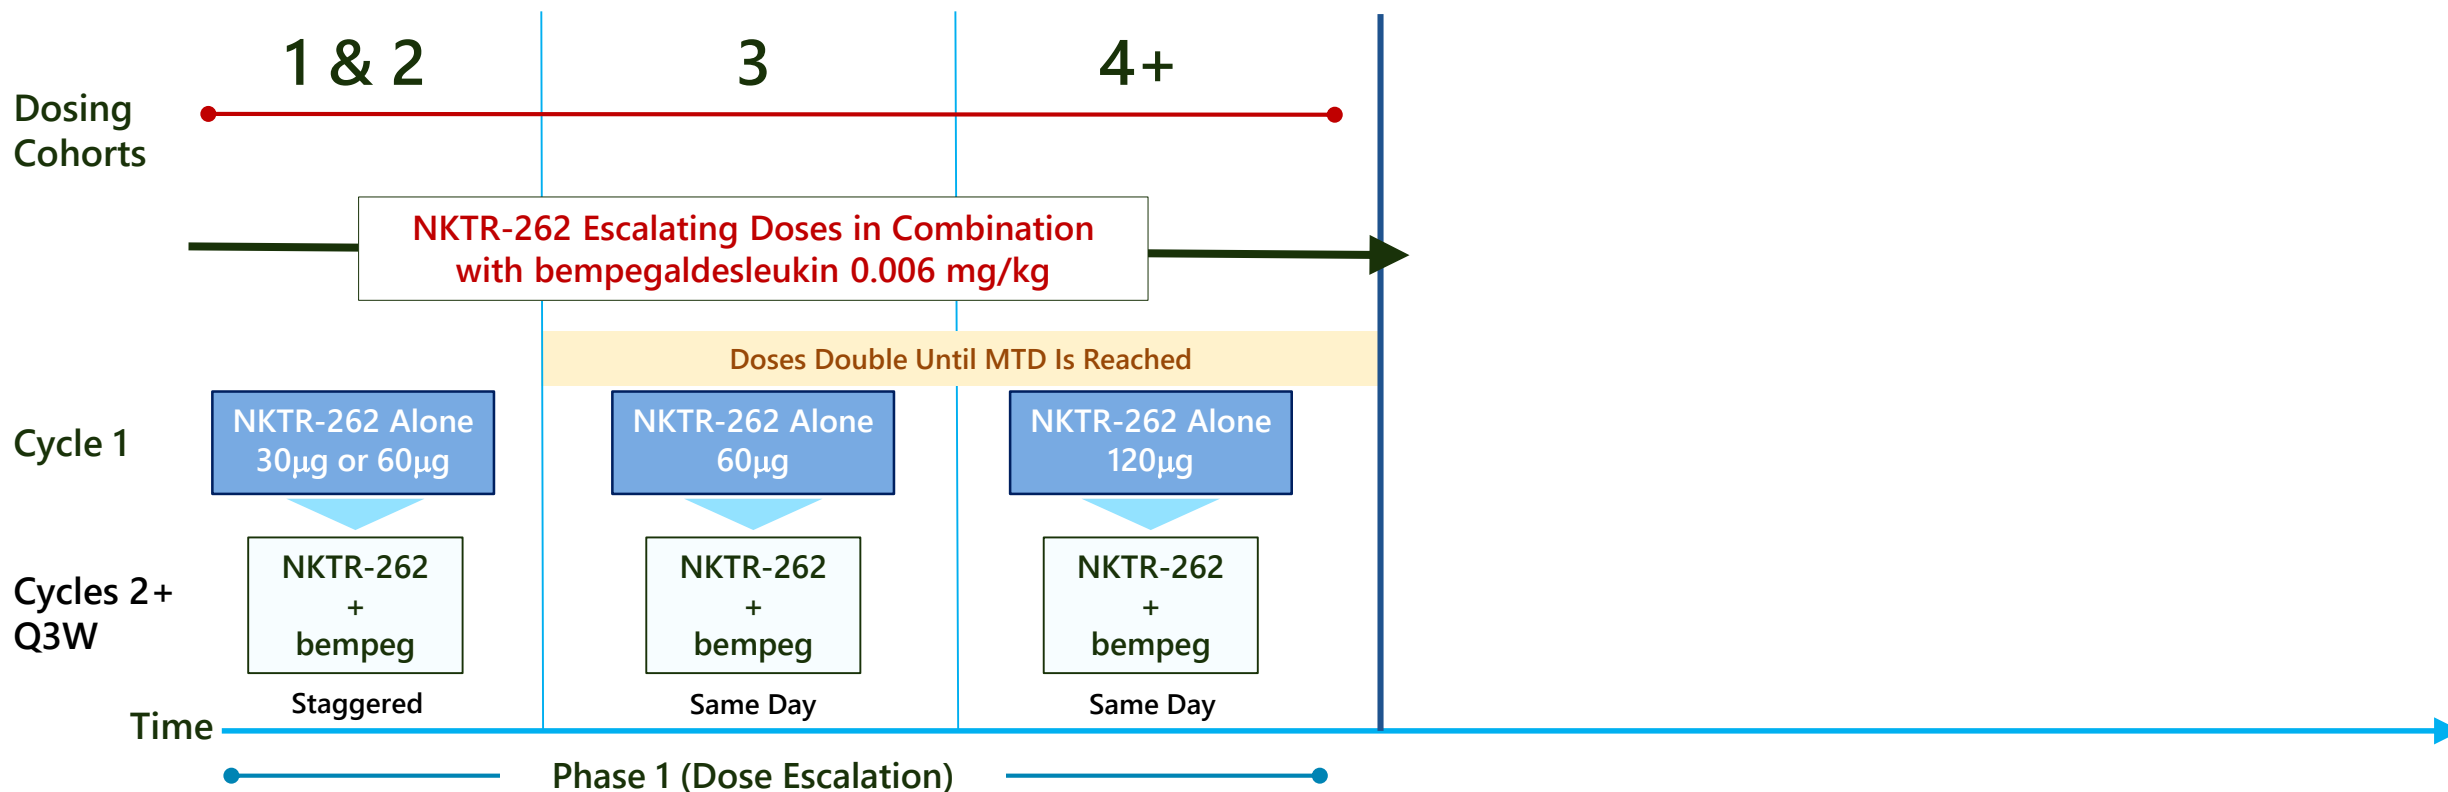 1 & 2
3
4+
Dosing
Cohorts
NKTR-262 Escalating Doses in Combination
with bempegaldesleukin 0.006 mg/kg
Doses Double Until MTD Is Reached
Cycle 1
NKTR-262 Alone
30μg or 60μg
NKTR-262 Alone
60μg
NKTR-262 Alone
120μg
Cycles 2+
Q3W
NKTR-262
+
bempeg
NKTR-262
+
bempeg
NKTR-262
+
bempeg
Staggered
Same Day
Same Day
Time
Phase 1 (Dose Escalation)